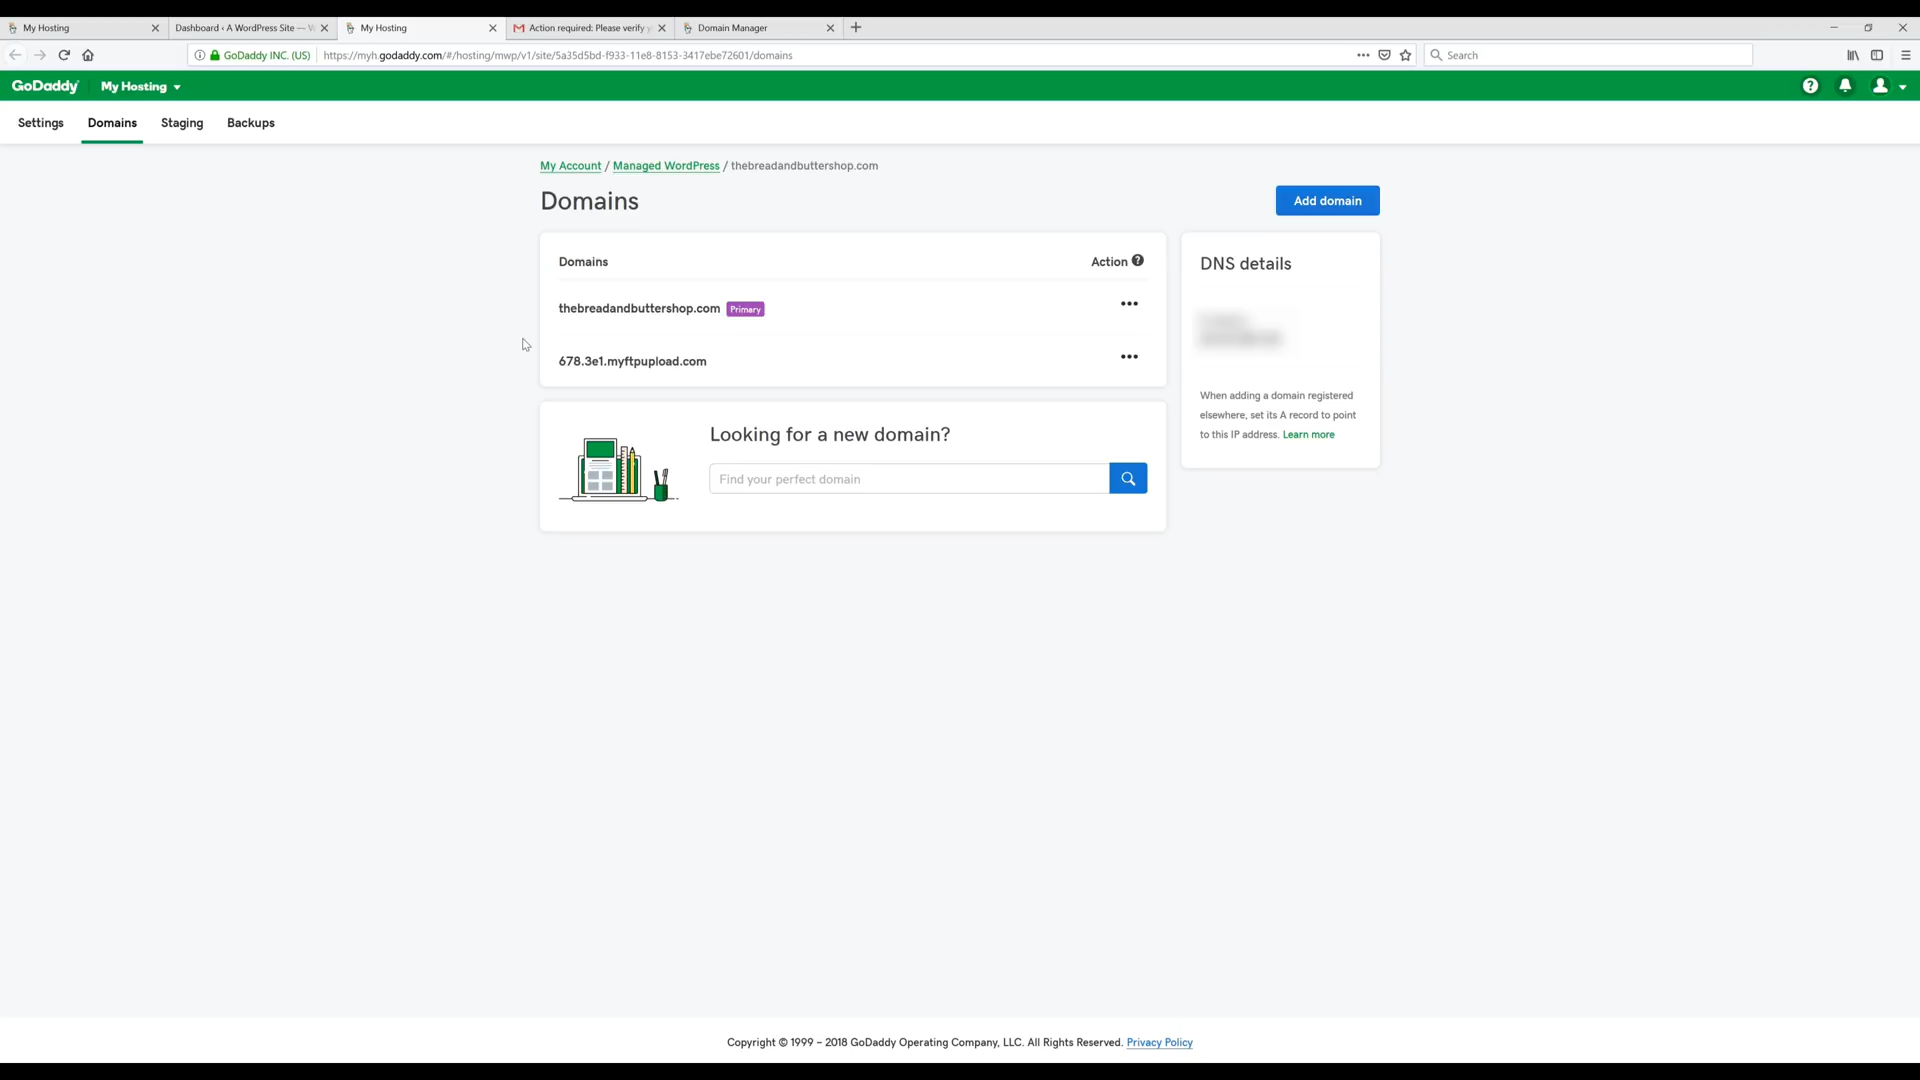 My Hosting
Dashboard ‹ A WordPress Site — W
My Hosting
Action required: Please verify y
Domain Manager
GoDaddy INC. (US)
https://myh.godaddy.com/#/hosting/mwp/v1/site/5a35d5bd-f933-11e8-8153-3417ebe72601/domains
Search
GoDaddy
My Hosting
Settings
Domains
Staging
Backups
My Account / Managed WordPress / thebreadandbuttershop.com
Domains
Add domain
Domains
Action
thebreadandbuttershop.com
Primary
678.3e1.myftpupload.com
DNS details
When adding a domain registered
elsewhere, set its A record to point
to this IP address. Learn more
Looking for a new domain?
Find your perfect domain
Copyright © 1999 – 2018 GoDaddy Operating Company, LLC. All Rights Reserved. Privacy Policy